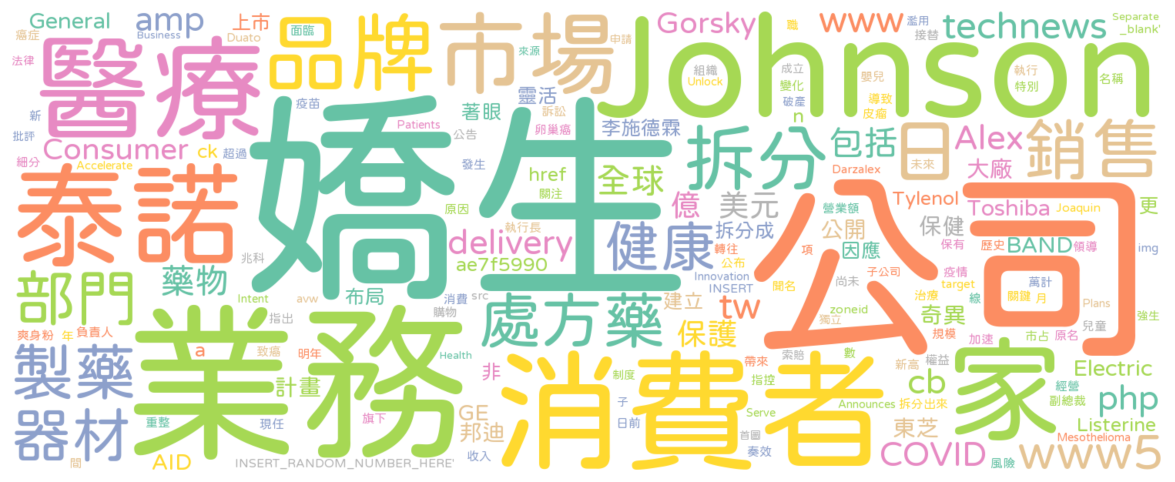 General
amp
Business
上市
面臨
品牌
市場
來源
申請
Gorsky
濫用
接替
www
technews
Separate
_blank'
癌症
Duato
法律
醫療
Johnson
職
組織
Unlock
成立
變化
破產
n
嬰兒
導致
皮瘤
執行
特別
名稱
新
批評
疫苗
靈活
訴訟
著眼
卵巢癌
李施德霖
Patients
公告
拆分
包括
日
未來
Alex
大廠
銷售
Consumer
ck
超過
細分
Accelerate
嬌生
發生
href
關注
全球
億
美元
Darzalex
Tylenol
Toshiba
Joaquin
更
泰諾
原因
執行長
delivery
ae7f5990
健康
拆分成
轉往
公布
營業額
公開
項
因應
保健
保有
歷史
BAND
領導
img
部門
藥物
兆科
Intent
avw
布局
消費
src
購物
Innovation
INSERT
聞名
子公司
尚未
疫情
target
治療
公司
線
關鍵
月
萬計
Plans
爽身粉
年
負責人
指出
處方藥
建立
tw
zoneid
獨立
奇異
規模
市占
原名
兒童
強生
業務
a
致癌
明年
Health
保護
索賠
數
加速
製藥
計畫
非
制度
消費者
帶來
指控
新高
權益
cb
家
Electric
經營
副總裁
php
器材
重整
現任
旗下
GE
邦迪
子
日前
Serve
Announces
拆分出來
Listerine
間
AID
INSERT_RANDOM_NUMBER_HERE'
收入
首圖
奏效
東芝
COVID
風險
Mesothelioma
www5